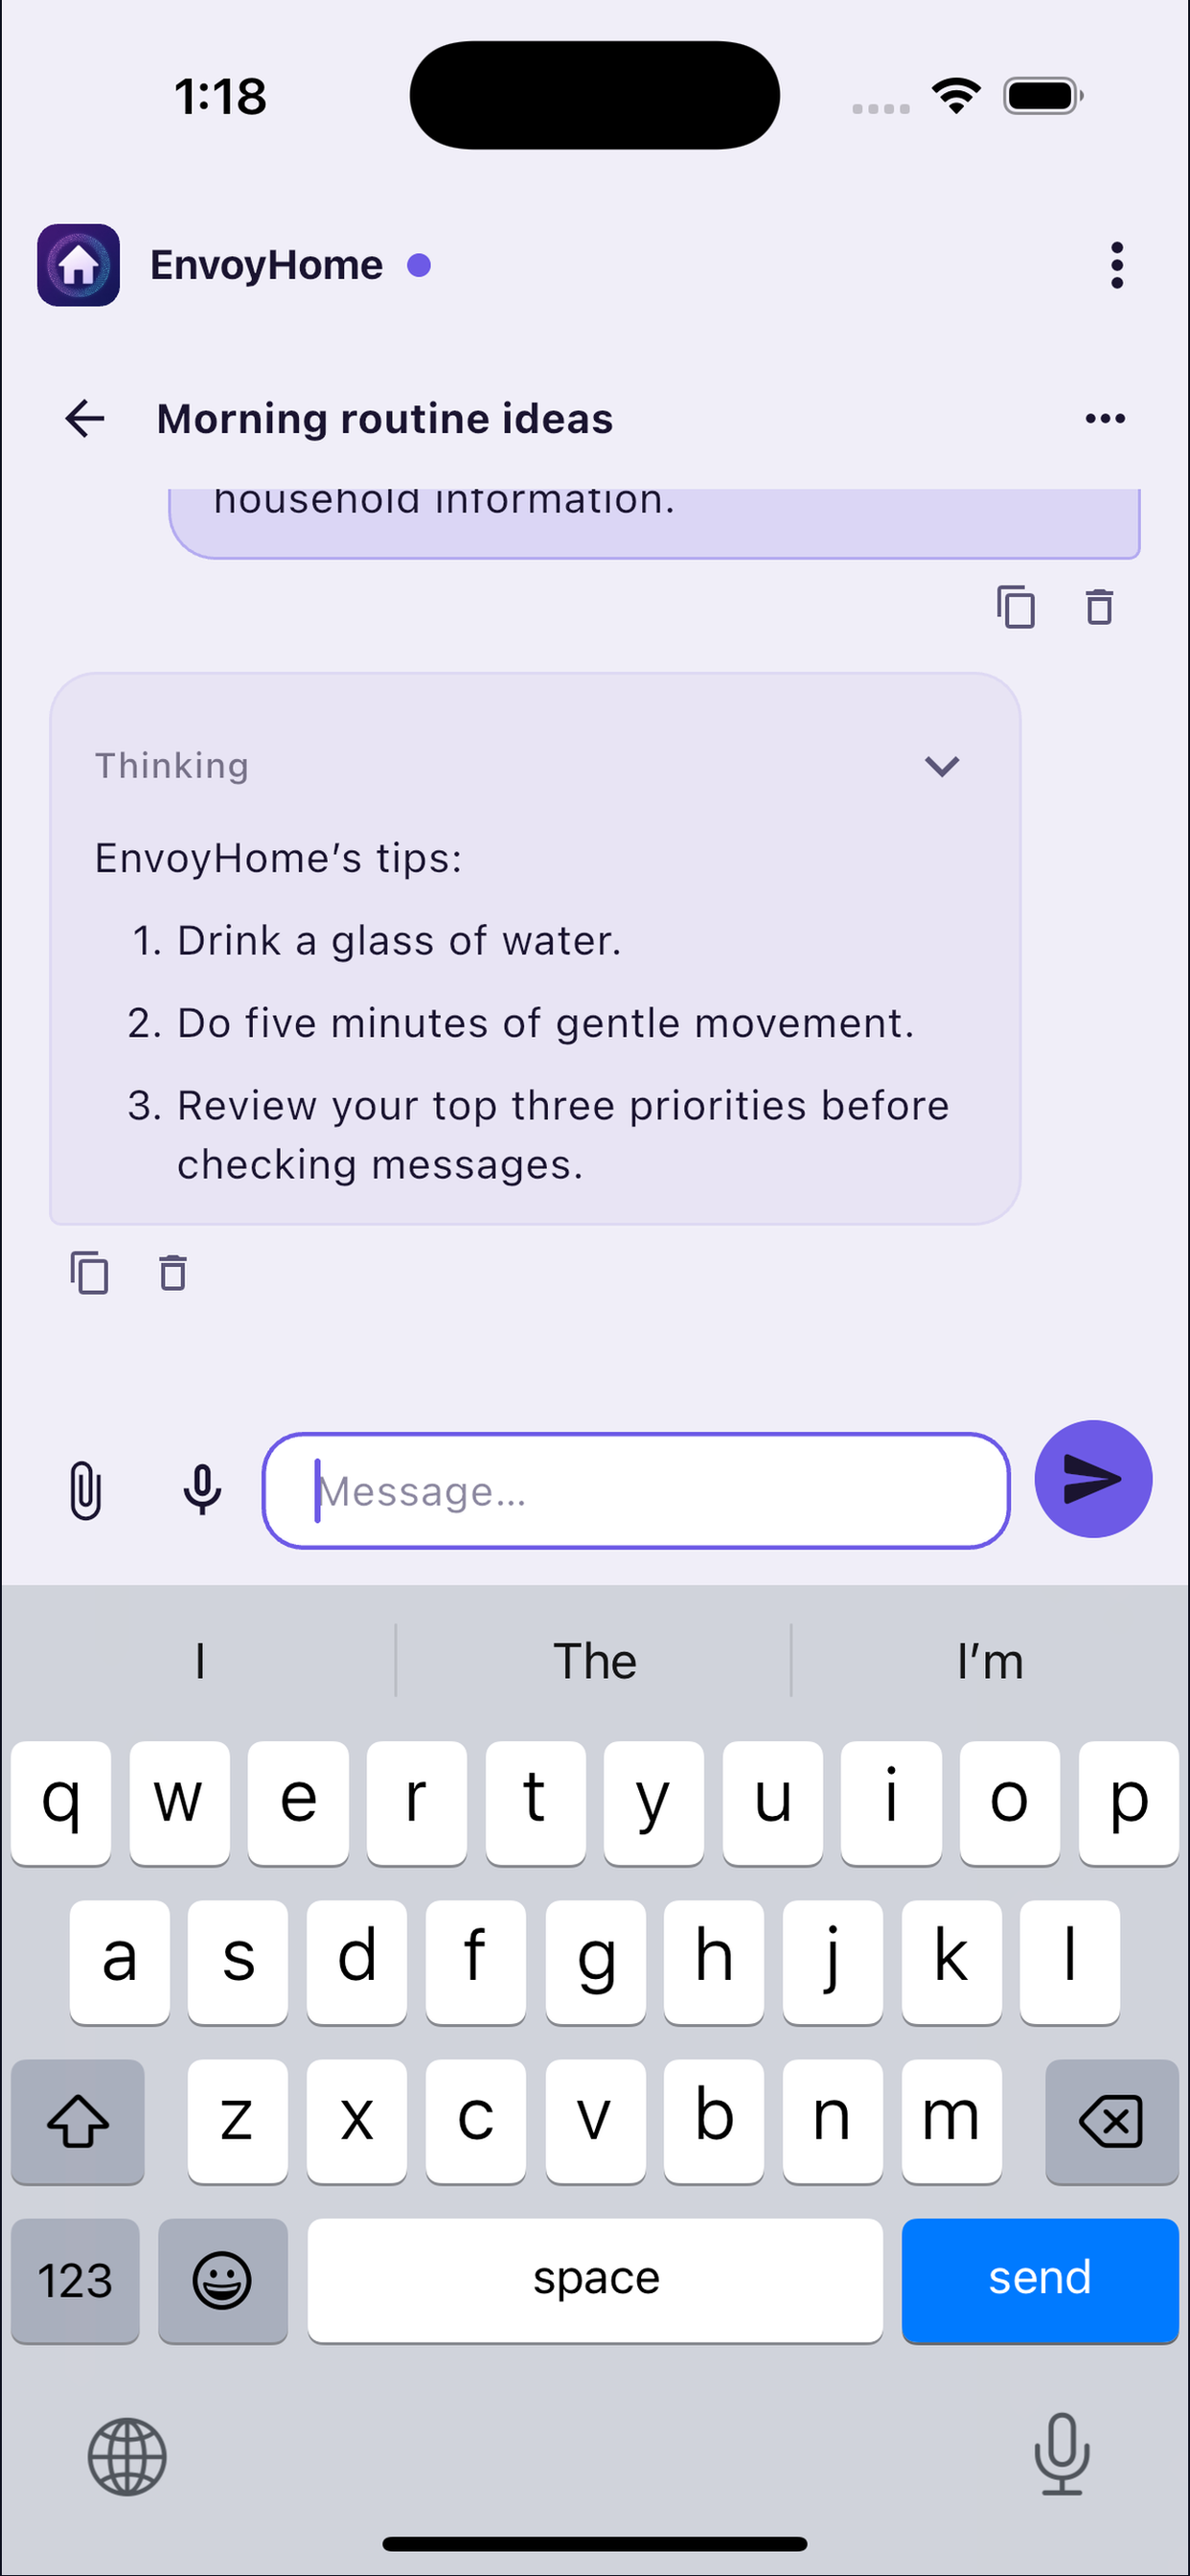 1:18
EnvoyHome
Morning routine ideas
household information.
Thinking
EnvoyHome’s tips:
1. Drink a glass of water.
2. Do five minutes of gentle movement.
3. Review your top three priorities before
checking messages.
Message...
I The I’m
q w e r t y u i o p
a s d f g h j k l
z x c v b n m
123 space send